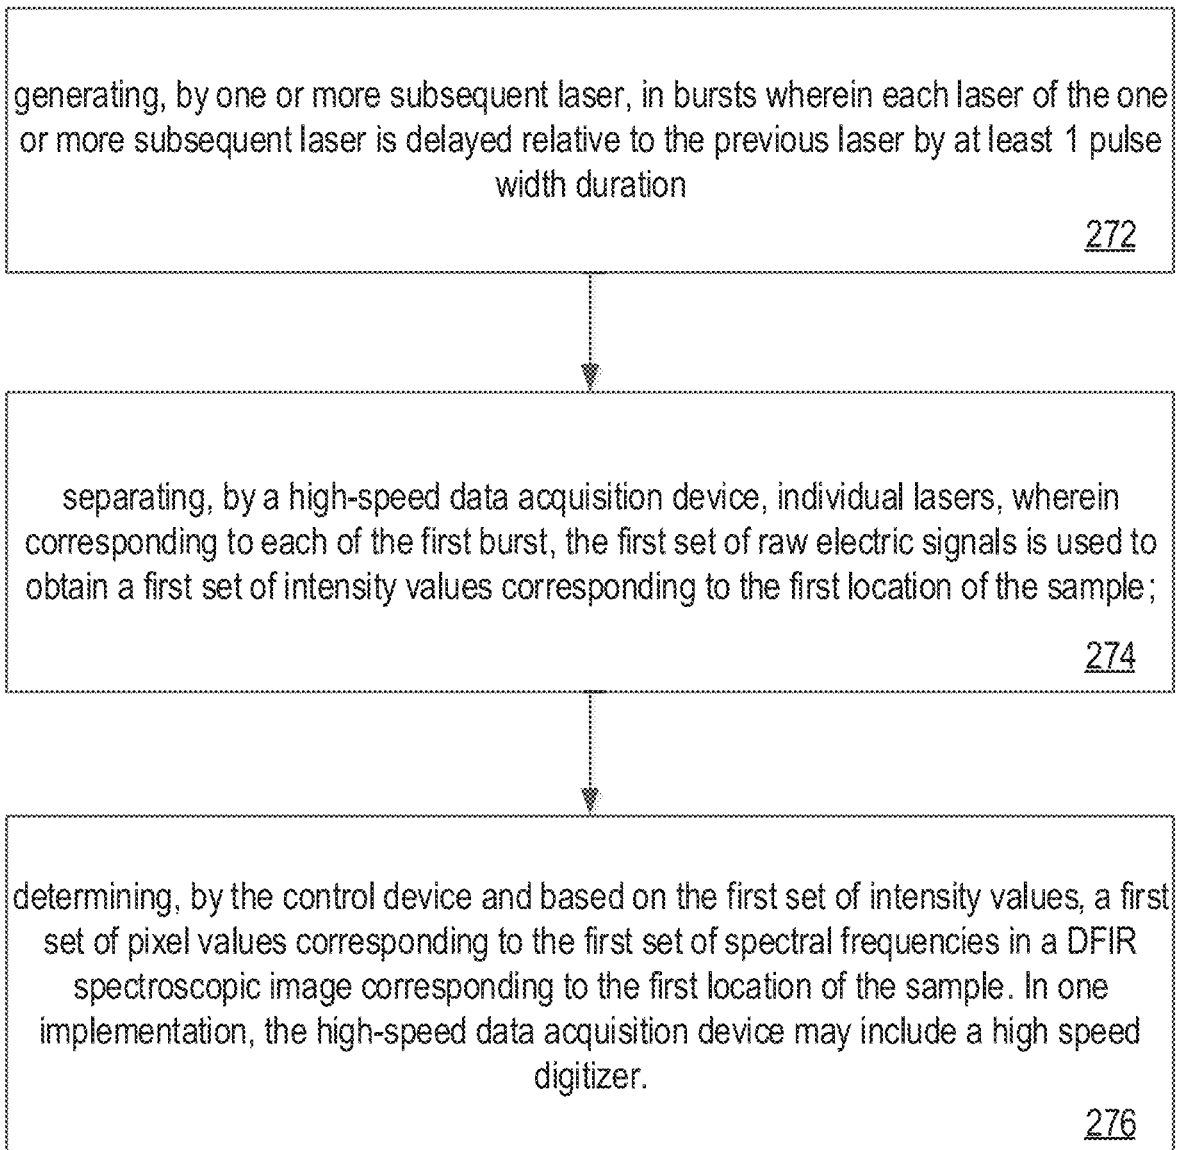 generating, by one or more subsequent laser, in bursts wherein each laser of the one
or more subsequent laser is delayed relative to the previous laser by at least 1 pulse
width duration
272
separating, by a high-speed data acquisition device, individual lasers, wherein
corresponding to each of the first burst, the first set of raw electric signals is used to
obtain a first set of intensity values corresponding to the first location of the sample;
274
determining, by the control device and based on the first set of intensity values, a first
set of pixel values corresponding to the first set of spectral frequencies in a DFIR
spectroscopic image corresponding to the first location of the sample. In one
implementation, the high-speed data acquisition device may include a high speed
digitizer.
276